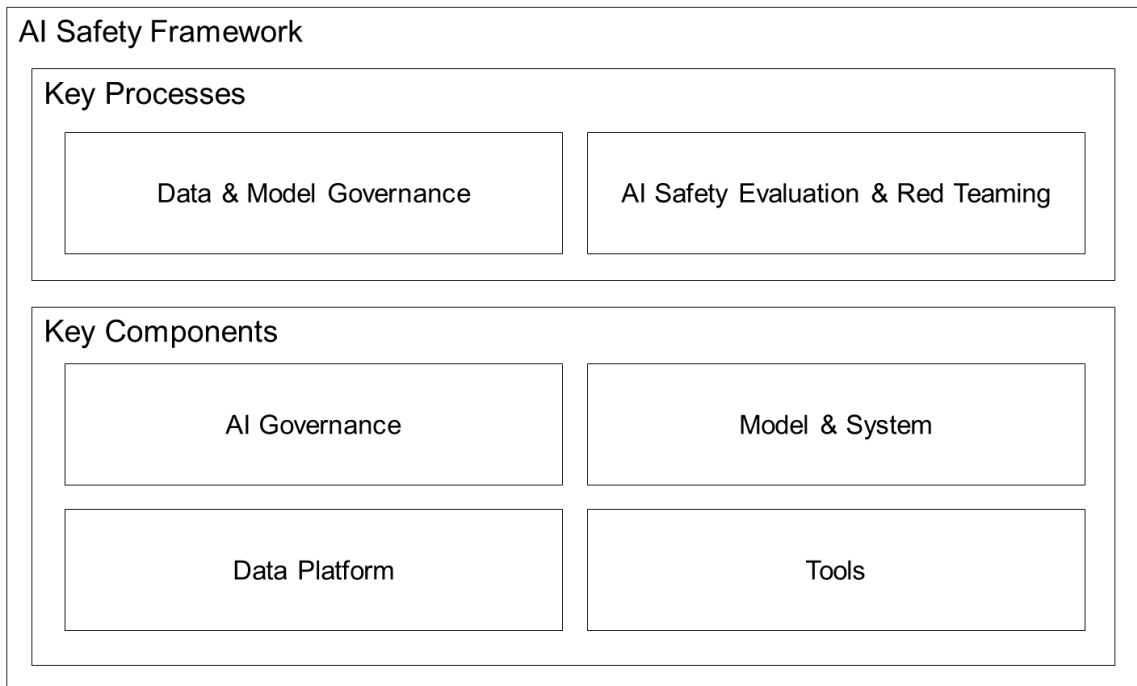 AI Safety Framework
Key Processes
Data & Model Governance
AI Safety Evaluation & Red Teaming
Key Components
AI Governance
Model & System
Data Platform
Tools